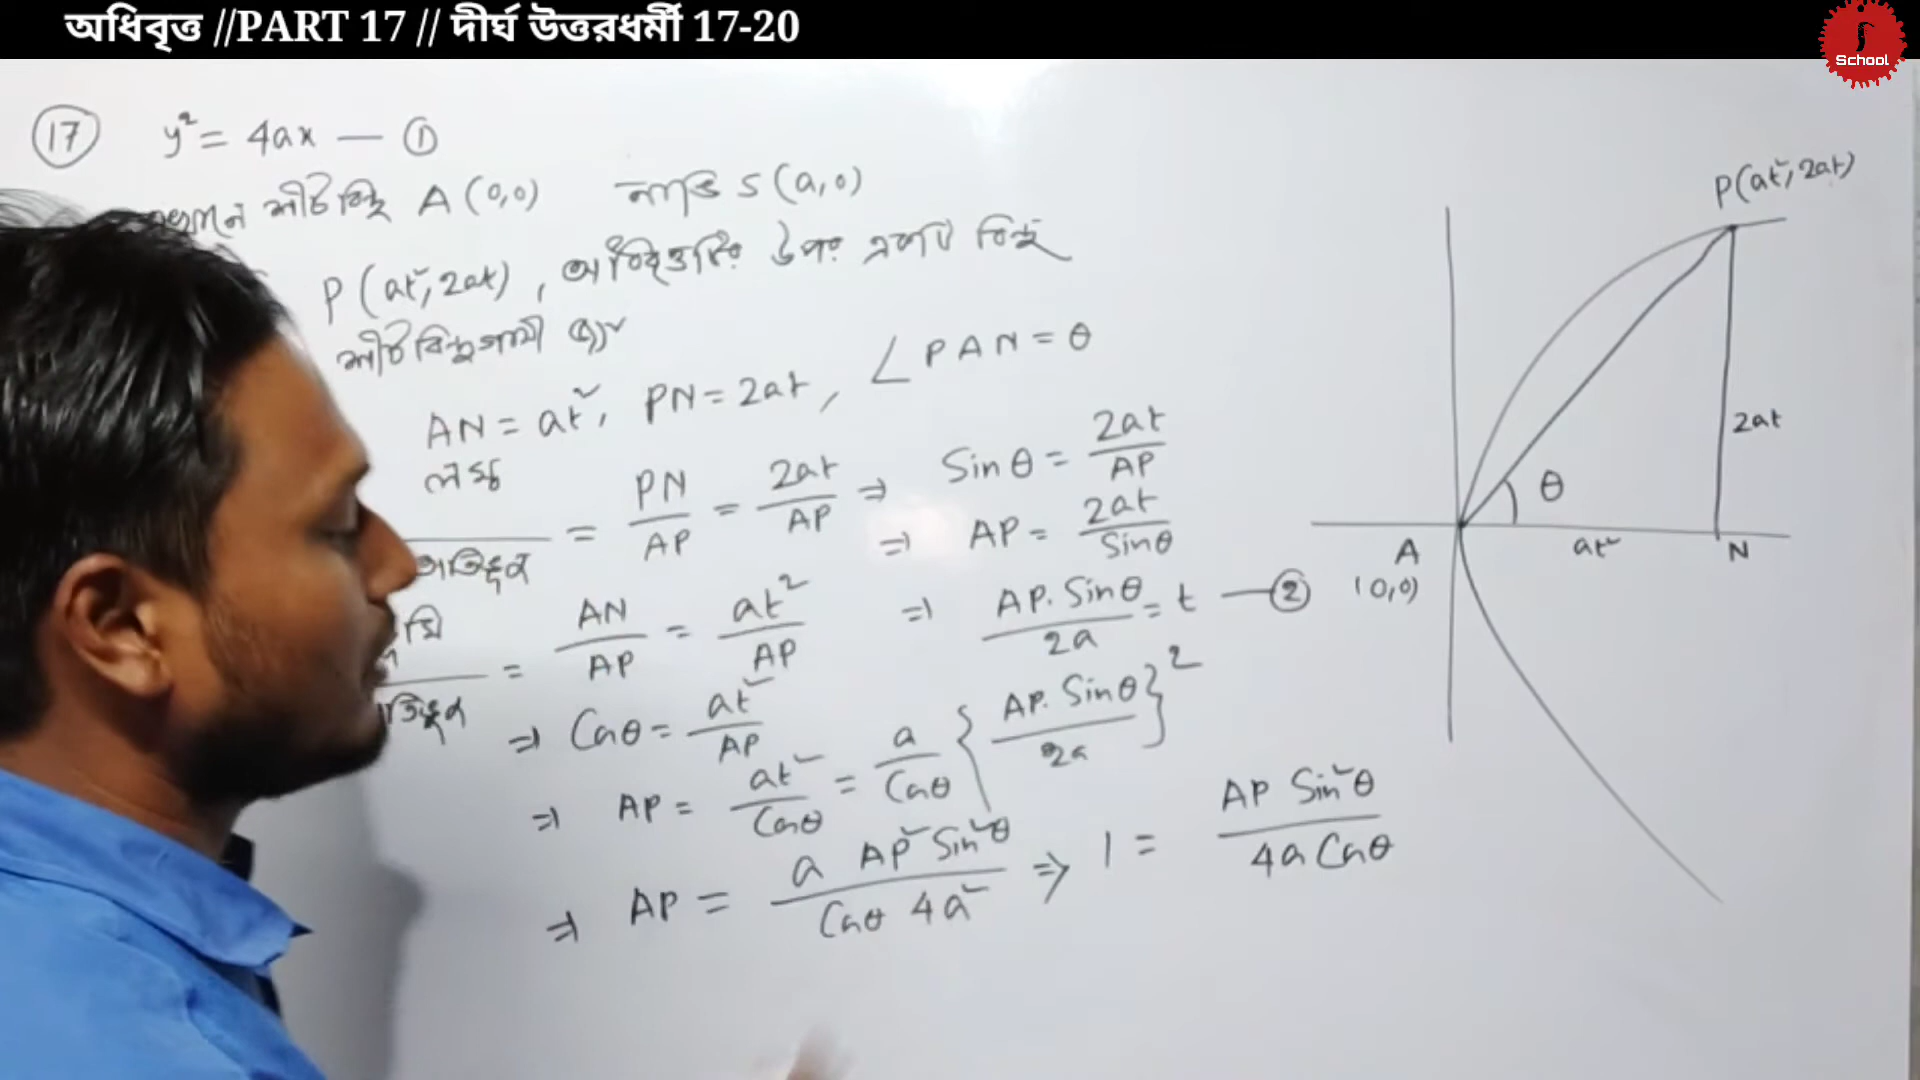 অধিবৃত্ত //PART 17 // দীর্ঘ উত্তরধর্মী 17-20
School
17 y² = 4ax — ①
শীর্ষবিন্দু A (0,0) নাভি S (a,0)
P (at², 2at), অধিবৃত্তটির উপর একটি বিন্দু
শীর্ষবিন্দুগামী জ্যা
AN = at², PN = 2at, ∠PAN = θ
লম্ব / অতিভুজ = PN/AP = 2at/AP ⇒ Sin θ = 2at/AP
⇒ AP = 2at/Sinθ
= AN/AP = at²/AP ⇒ AP. Sinθ/2a = t — ②
⇒ Cosθ = at²/AP
⇒ AP = at²/Cosθ = a/Cosθ {AP. Sinθ/2a}²
⇒ AP = a AP² Sin²θ / Cosθ 4a² ⇒ 1 = AP Sin²θ / 4a Cosθ
P(at², 2at)
2at
θ
A
(0,0)
at²
N